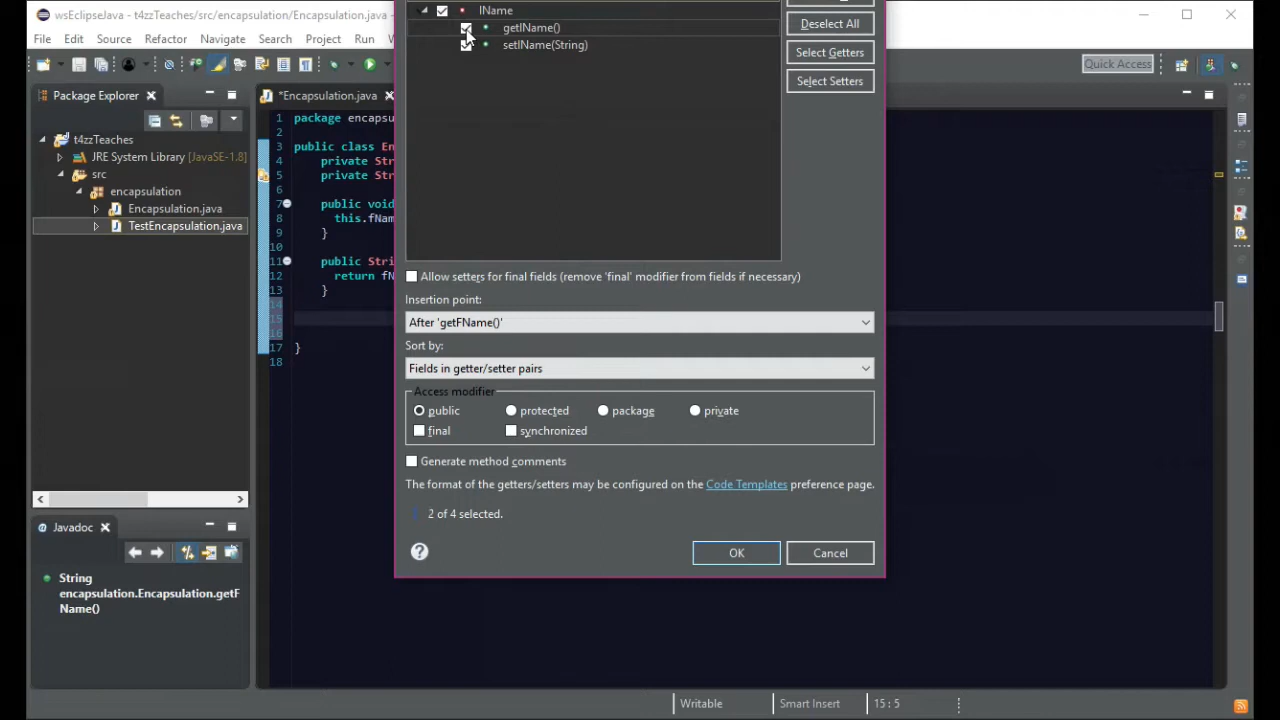 wsEclipseJava - t4zzTeaches/src/encapsulation/Encapsulation.java
File Edit Source Refactor Navigate Search Project Run
Quick Access
Package Explorer
t4zzTeaches
JRE System Library [JavaSE-1.8]
src
encapsulation
Encapsulation.java
TestEncapsulation.java
*Encapsulation.java
1 package encapsu
2
3 public class En
4 private Str
5 private Str
6
7 public void
8 this.fNam
9 }
10
11 public Stri
12 return fN
13 }
14
15
16
17 }
18
lName
getlName()
setlName(String)
Deselect All
Select Getters
Select Setters
Allow setters for final fields (remove 'final' modifier from fields if necessary)
Insertion point:
After 'getFName()'
Sort by:
Fields in getter/setter pairs
Access modifier
public protected package private
final synchronized
Generate method comments
The format of the getters/setters may be configured on the Code Templates preference page.
2 of 4 selected.
OK Cancel
Javadoc
String
encapsulation.Encapsulation.getF
Name()
Writable Smart Insert 15 : 5